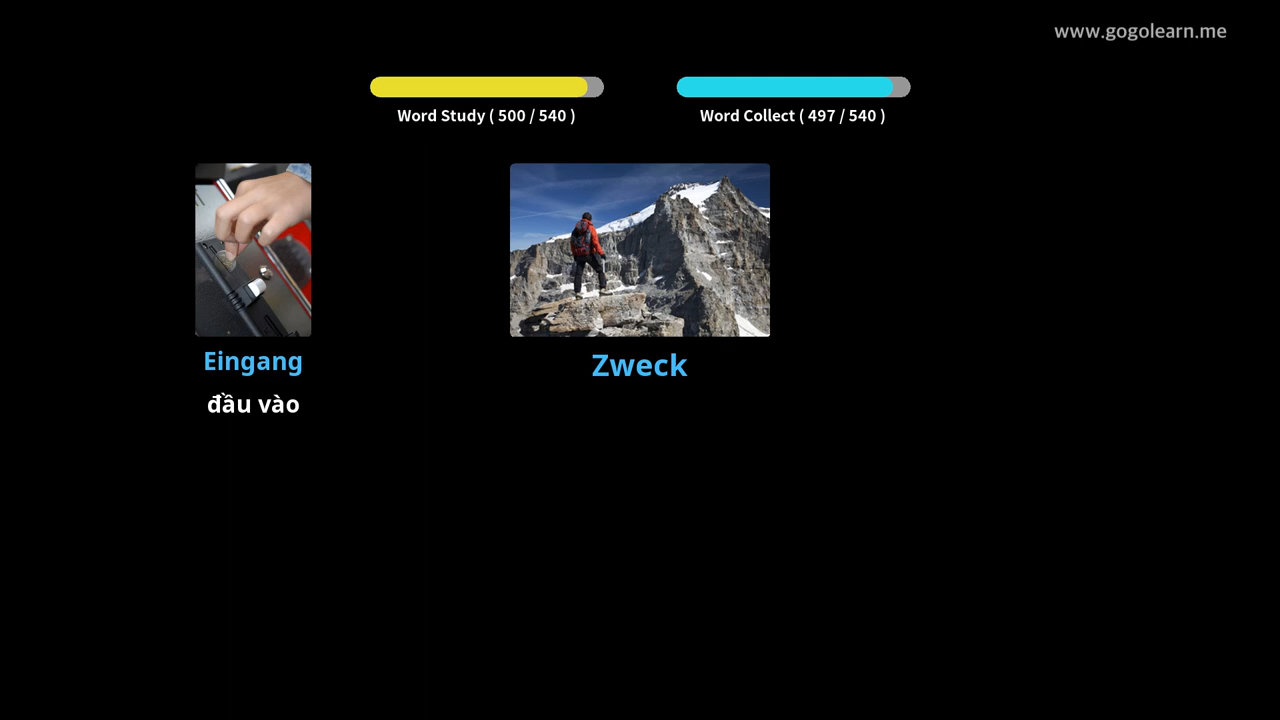 www.gogolearn.me
Word Study ( 500 / 540 )
Word Collect ( 497 / 540 )
Eingang
đầu vào
Zweck